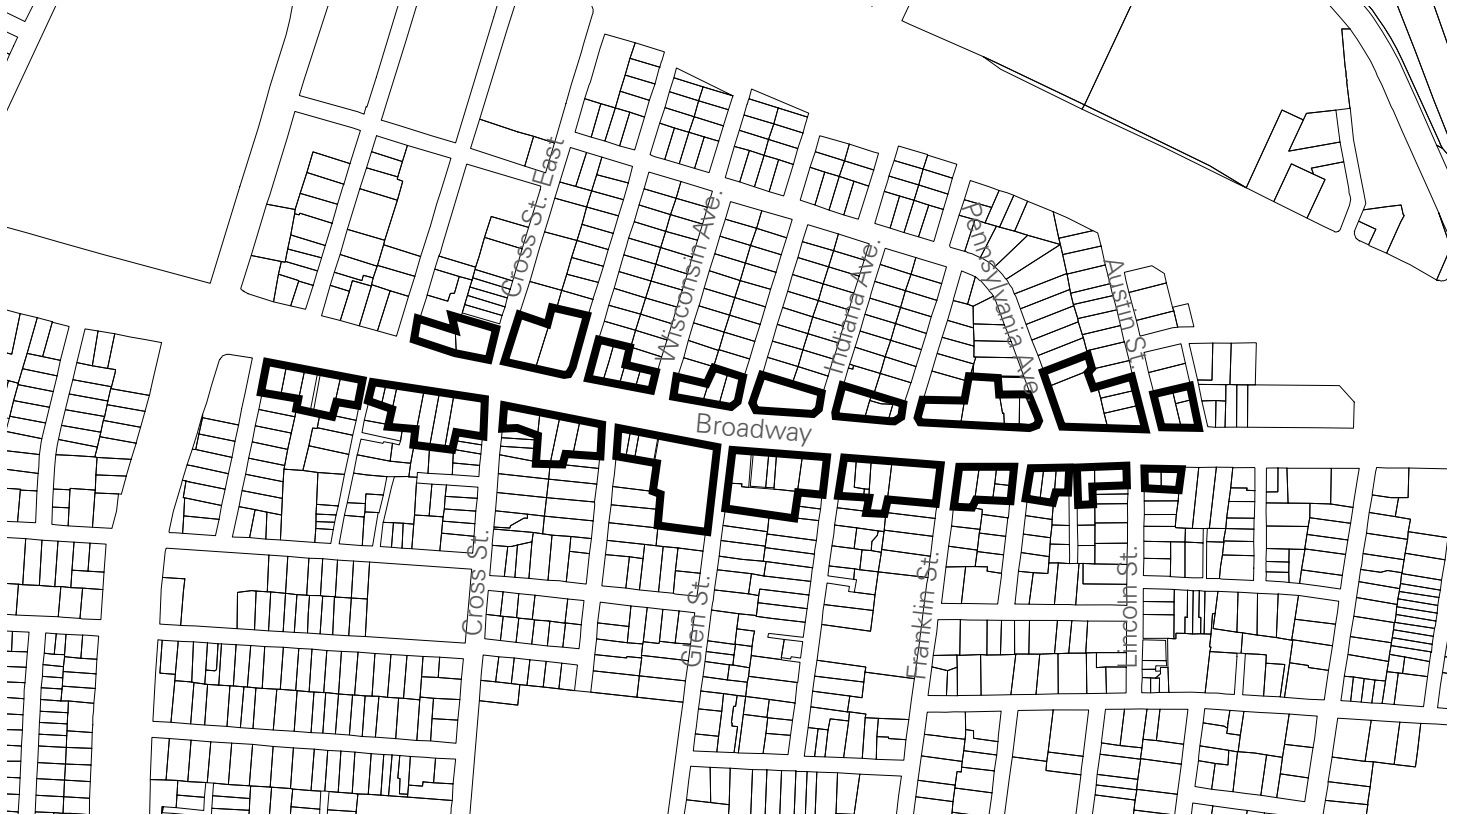 Cross St. East
Wisconsin Ave.
Indiana Ave.
Pennsylvania Ave.
Austin St.
Broadway
Cross St.
Glen St.
Franklin St.
Lincoln St.